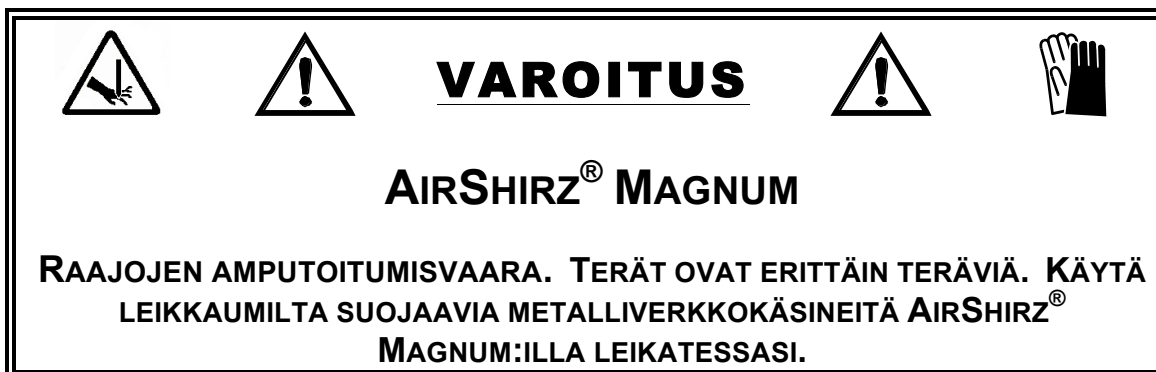 VAROITUS
AIRSHIRZ® MAGNUM
RAAJOJEN AMPUTOITUMISVAARA. TERÄT OVAT ERITTÄIN TERÄVIÄ. KÄYTÄ
LEIKKAUMILTA SUOJAAVIA METALLIVERKKOKÄSINEITÄ AIRSHIRZ®
MAGNUM:ILLA LEIKATESSASI.